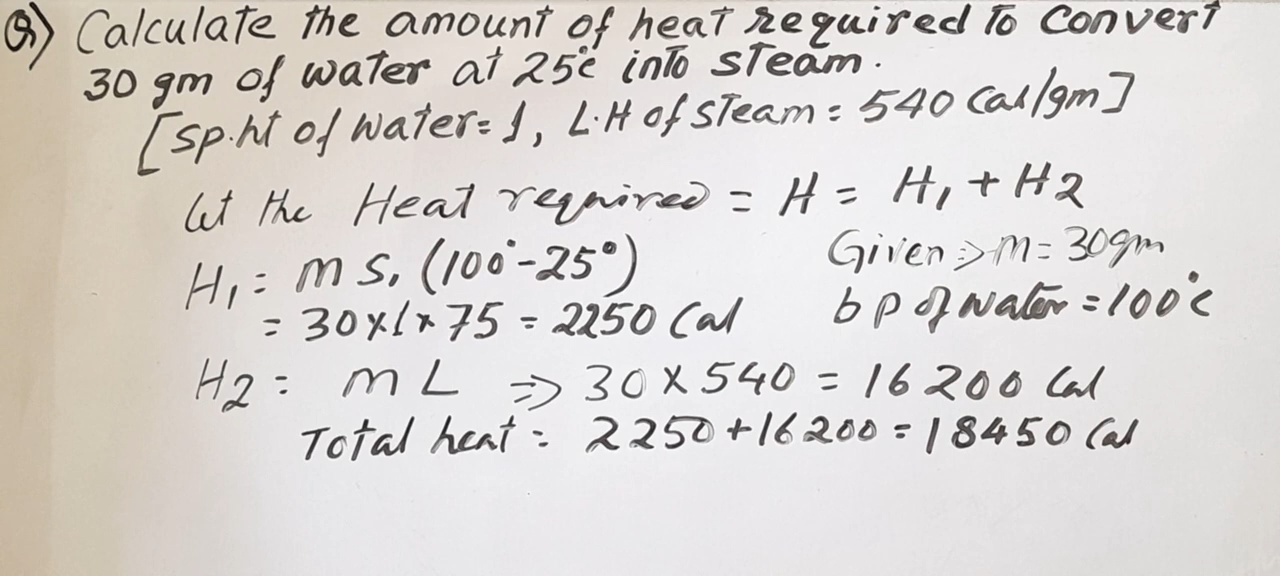 Q) Calculate the amount of heat required to convert
30 gm of water at 25°c into steam.
[Sp.ht of water = 1, L.H of steam = 540 Cal/gm]
Let the Heat required = H = H1 + H2
H1 = m s. (100° - 25°)
Given => m = 30gm
= 30 x 1 x 75 = 2250 Cal
b p of water = 100°c
H2 = m L => 30 X 540 = 16200 Cal
Total heat = 2250 + 16200 = 18450 Cal